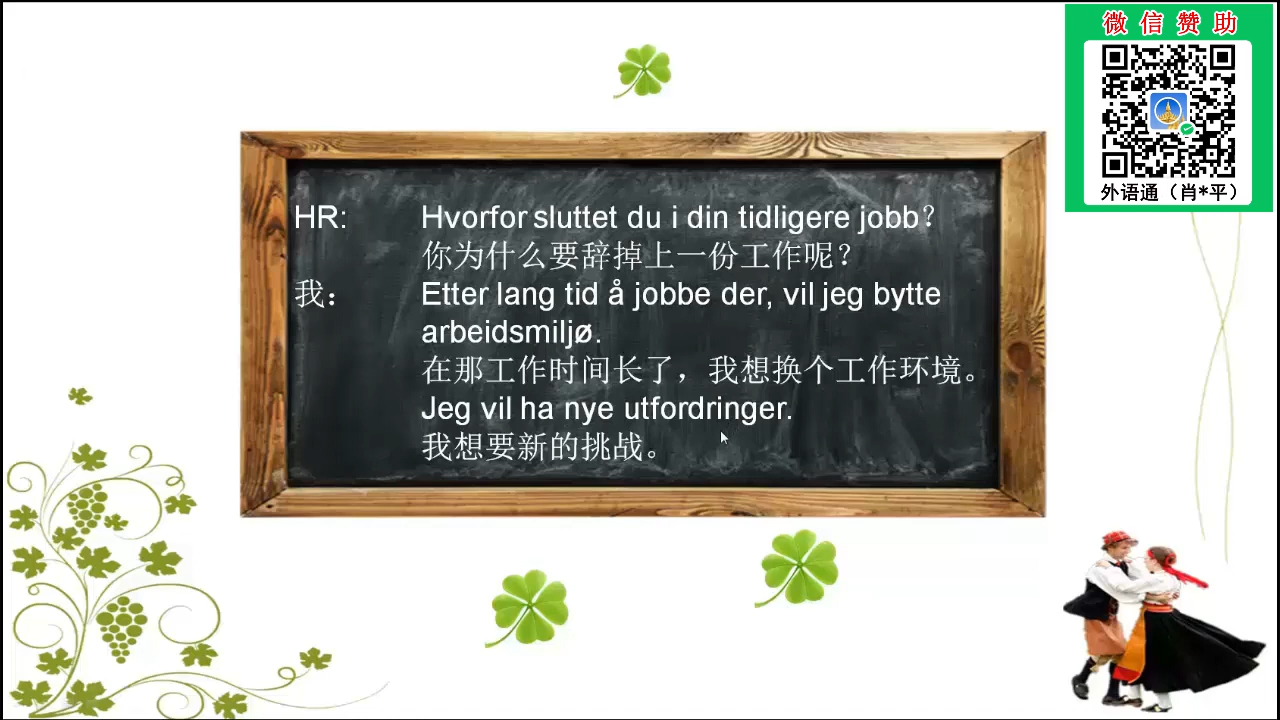 微信赞助
外语通（肖*平）
HR: Hvorfor sluttet du i din tidligere jobb？
你为什么要辞掉上一份工作呢？
我： Etter lang tid å jobbe der, vil jeg bytte
arbeidsmiljø.
在那工作时间长了，我想换个工作环境。
Jeg vil ha nye utfordringer.
我想要新的挑战。